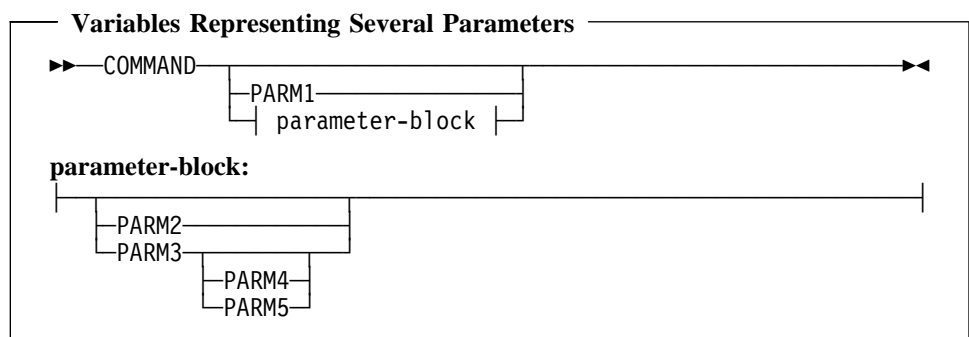 Variables Representing Several Parameters
COMMAND
PARM1
parameter-block
parameter-block:
PARM2
PARM3
PARM4
PARM5